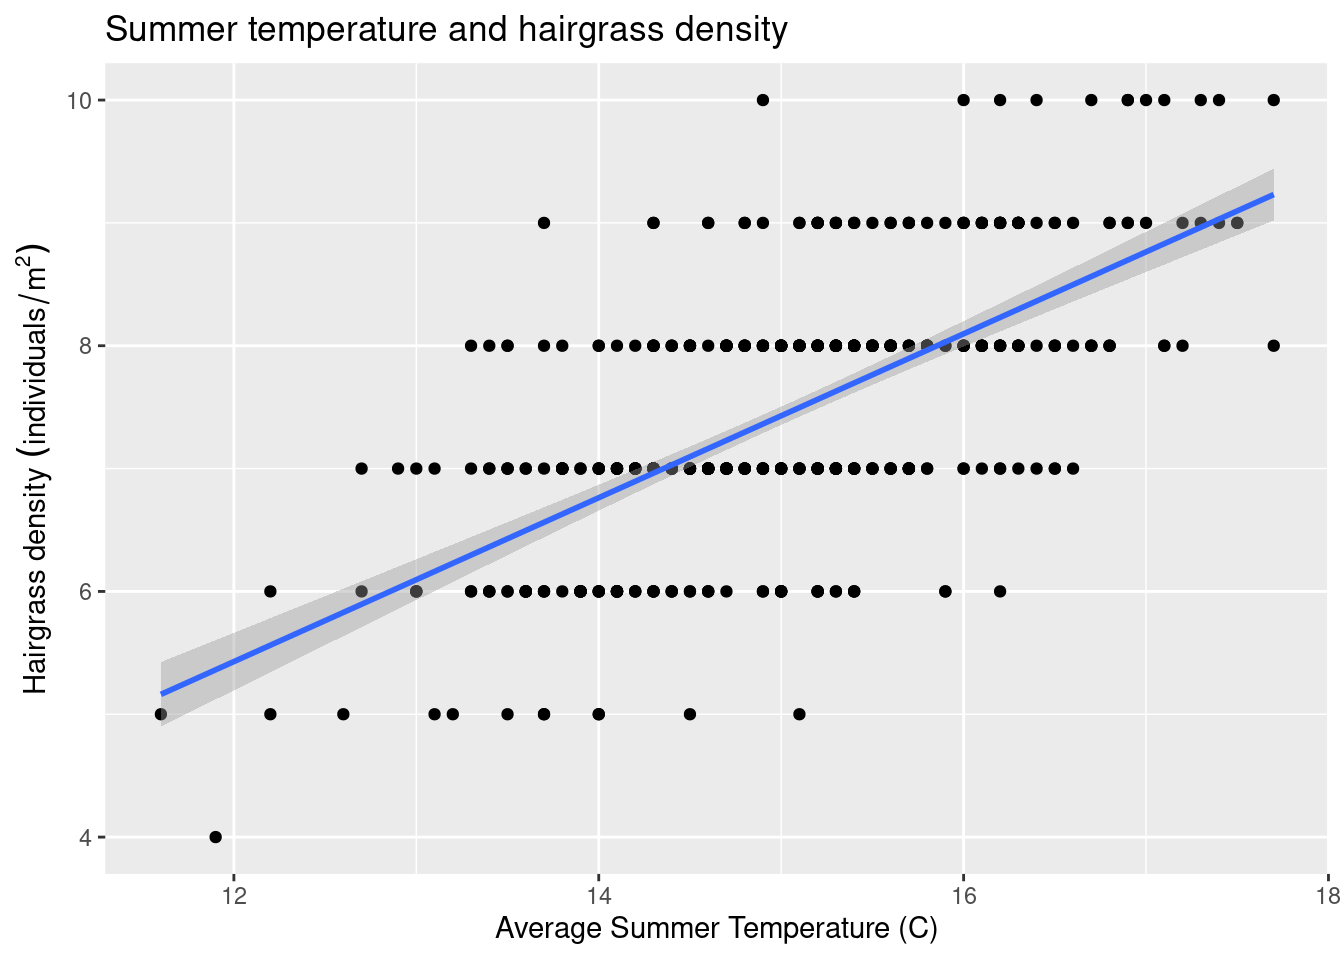 Summer temperature and hairgrass density
Hairgrass density (individuals/m²)
10
8
6
4
12
14
16
18
Average Summer Temperature (C)